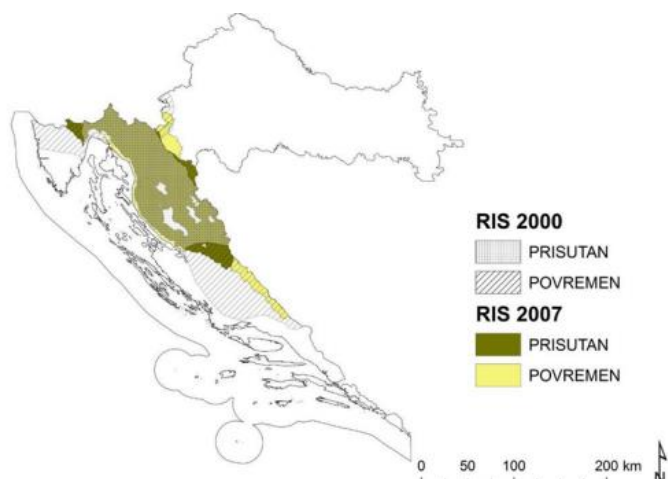 RIS 2000
PRISUTAN
POVREMEN
RIS 2007
PRISUTAN
POVREMEN
0 50 100 200 km